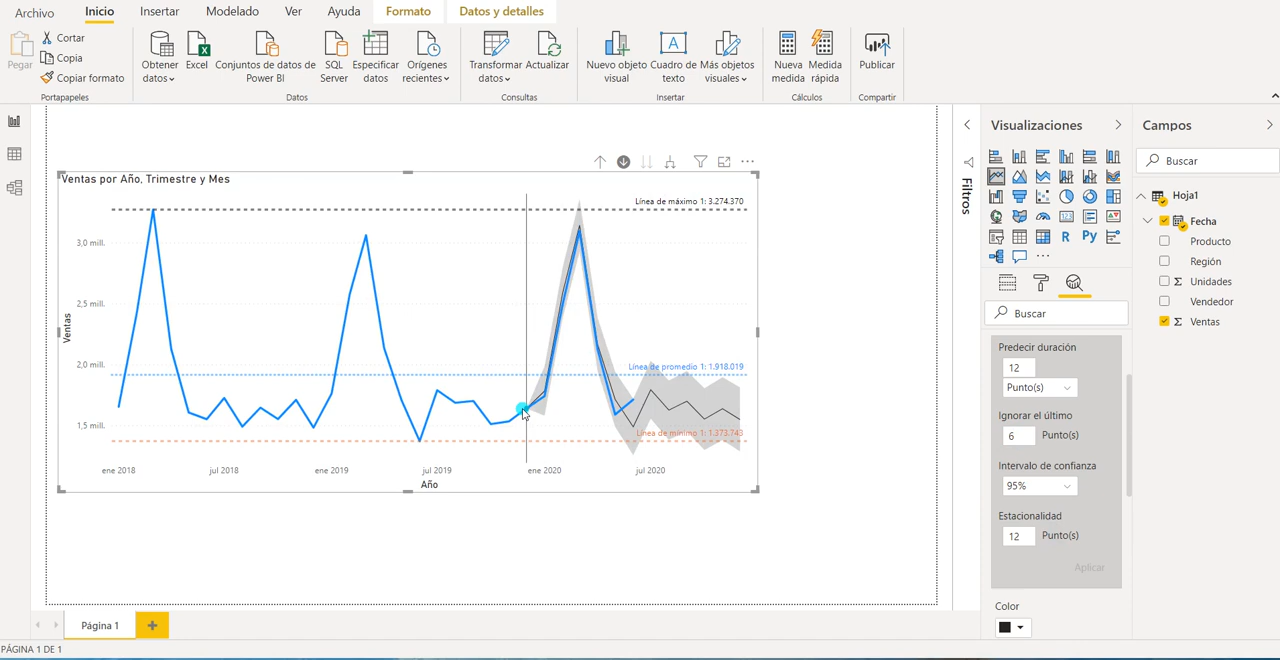 Archivo Inicio Insertar Modelado Ver Ayuda Formato Datos y detalles
Pegar
Cortar
Copia
Copiar formato
Portapapeles
Obtener datos
Excel
Conjuntos de datos de Power BI
SQL Server
Especificar datos
Orígenes recientes
Datos
Transformar datos
Actualizar
Consultas
Nuevo objeto visual
Cuadro de texto
Más objetos visuales
Insertar
Nueva medida
Medida rápida
Cálculos
Publicar
Compartir
Ventas por Año, Trimestre y Mes
Línea de máximo 1: 3.274.370
3,0 mill.
2,5 mill.
2,0 mill.
1,5 mill.
Ventas
Línea de promedio 1: 1.918.019
Línea de mínimo 1: 1.373.743
ene 2018 jul 2018 ene 2019 jul 2019 ene 2020 jul 2020
Año
Filtros
Visualizaciones
R Py
123
Buscar
Predecir duración
12
Punto(s)
Ignorar el último
6 Punto(s)
Intervalo de confianza
95%
Estacionalidad
12 Punto(s)
Aplicar
Color
Campos
Buscar
Hoja1
Fecha
Producto
Región
Σ Unidades
Vendedor
Σ Ventas
Página 1
PÁGINA 1 DE 1